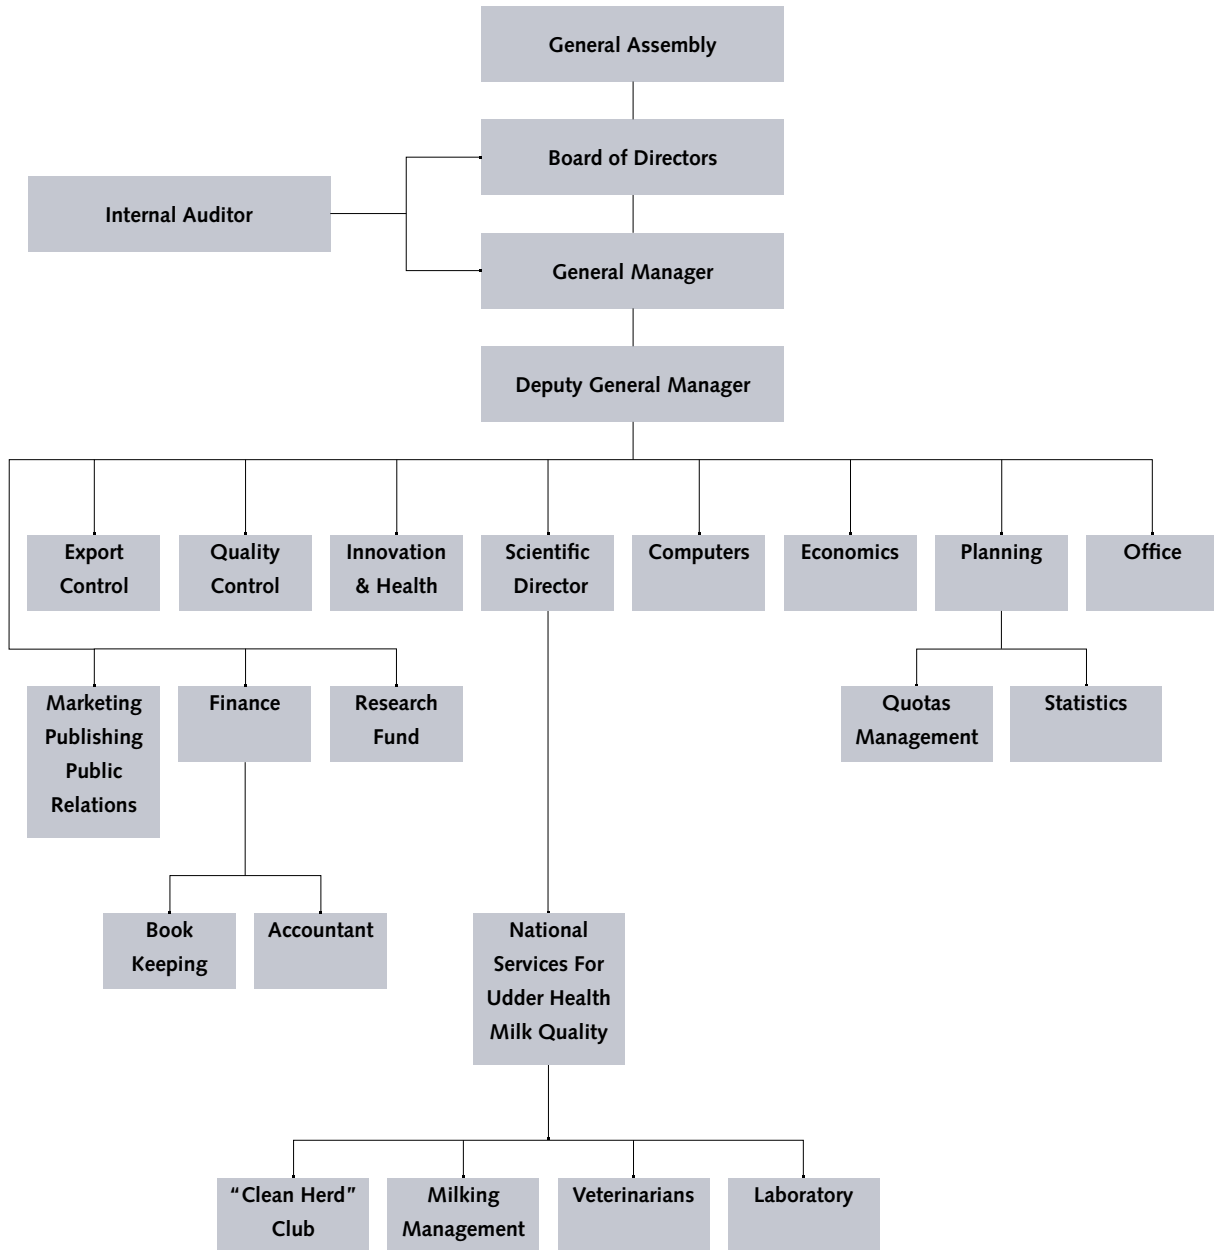 General Assembly
Board of Directors
Internal Auditor
General Manager
Deputy General Manager
Export
Control
Quality
Control
Innovation
& Health
Scientific
Director
Computers
Economics
Planning
Office
Marketing
Publishing
Public
Relations
Finance
Research
Fund
Quotas
Management
Statistics
Book
Keeping
Accountant
National
Services For
Udder Health
Milk Quality
“Clean Herd”
Club
Milking
Management
Veterinarians
Laboratory